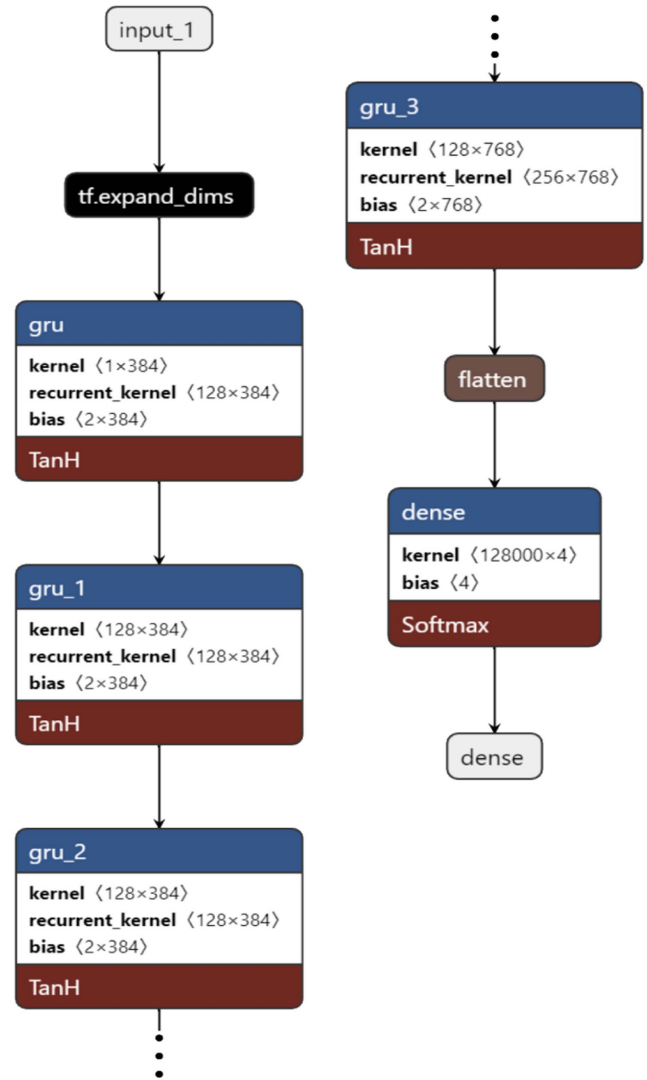 input_1
tf.expand_dims
gru
kernel 〈1×384〉
recurrent_kernel 〈128×384〉
bias 〈2×384〉
TanH
gru_1
kernel 〈128×384〉
recurrent_kernel 〈128×384〉
bias 〈2×384〉
TanH
gru_2
kernel 〈128×384〉
recurrent_kernel 〈128×384〉
bias 〈2×384〉
TanH
gru_3
kernel 〈128×768〉
recurrent_kernel 〈256×768〉
bias 〈2×768〉
TanH
flatten
dense
kernel 〈128000×4〉
bias 〈4〉
Softmax
dense